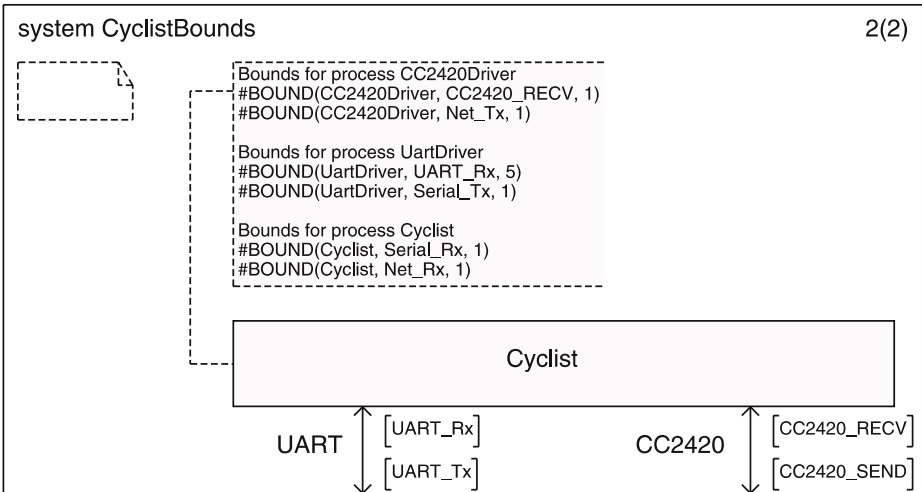 system CyclistBounds
2(2)
Bounds for process CC2420Driver
#BOUND(CC2420Driver, CC2420_RECV, 1)
#BOUND(CC2420Driver, Net_Tx, 1)
Bounds for process UartDriver
#BOUND(UartDriver, UART_Rx, 5)
#BOUND(UartDriver, Serial_Tx, 1)
Bounds for process Cyclist
#BOUND(Cyclist, Serial_Rx, 1)
#BOUND(Cyclist, Net_Rx, 1)
Cyclist
UART
[UART_Rx]
[UART_Tx]
CC2420
[CC2420_RECV]
[CC2420_SEND]